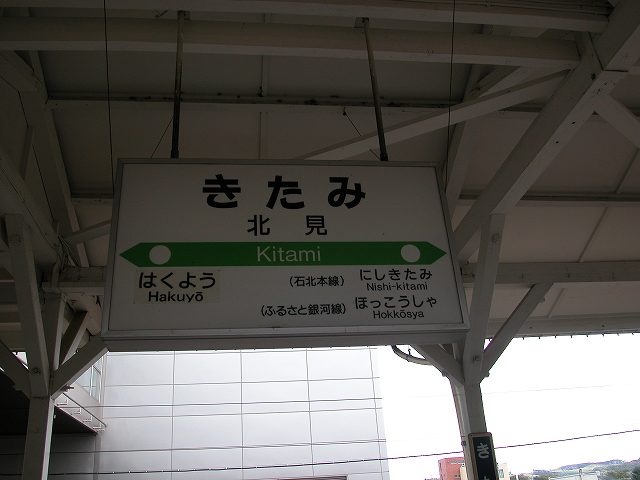 きたみ
北見
Kitami
はくよう
Hakuyō
(石北本線) にしきたみ
Nishi-kitami
(ふるさと銀河線) ほっこうしゃ
Hokkōsya
き